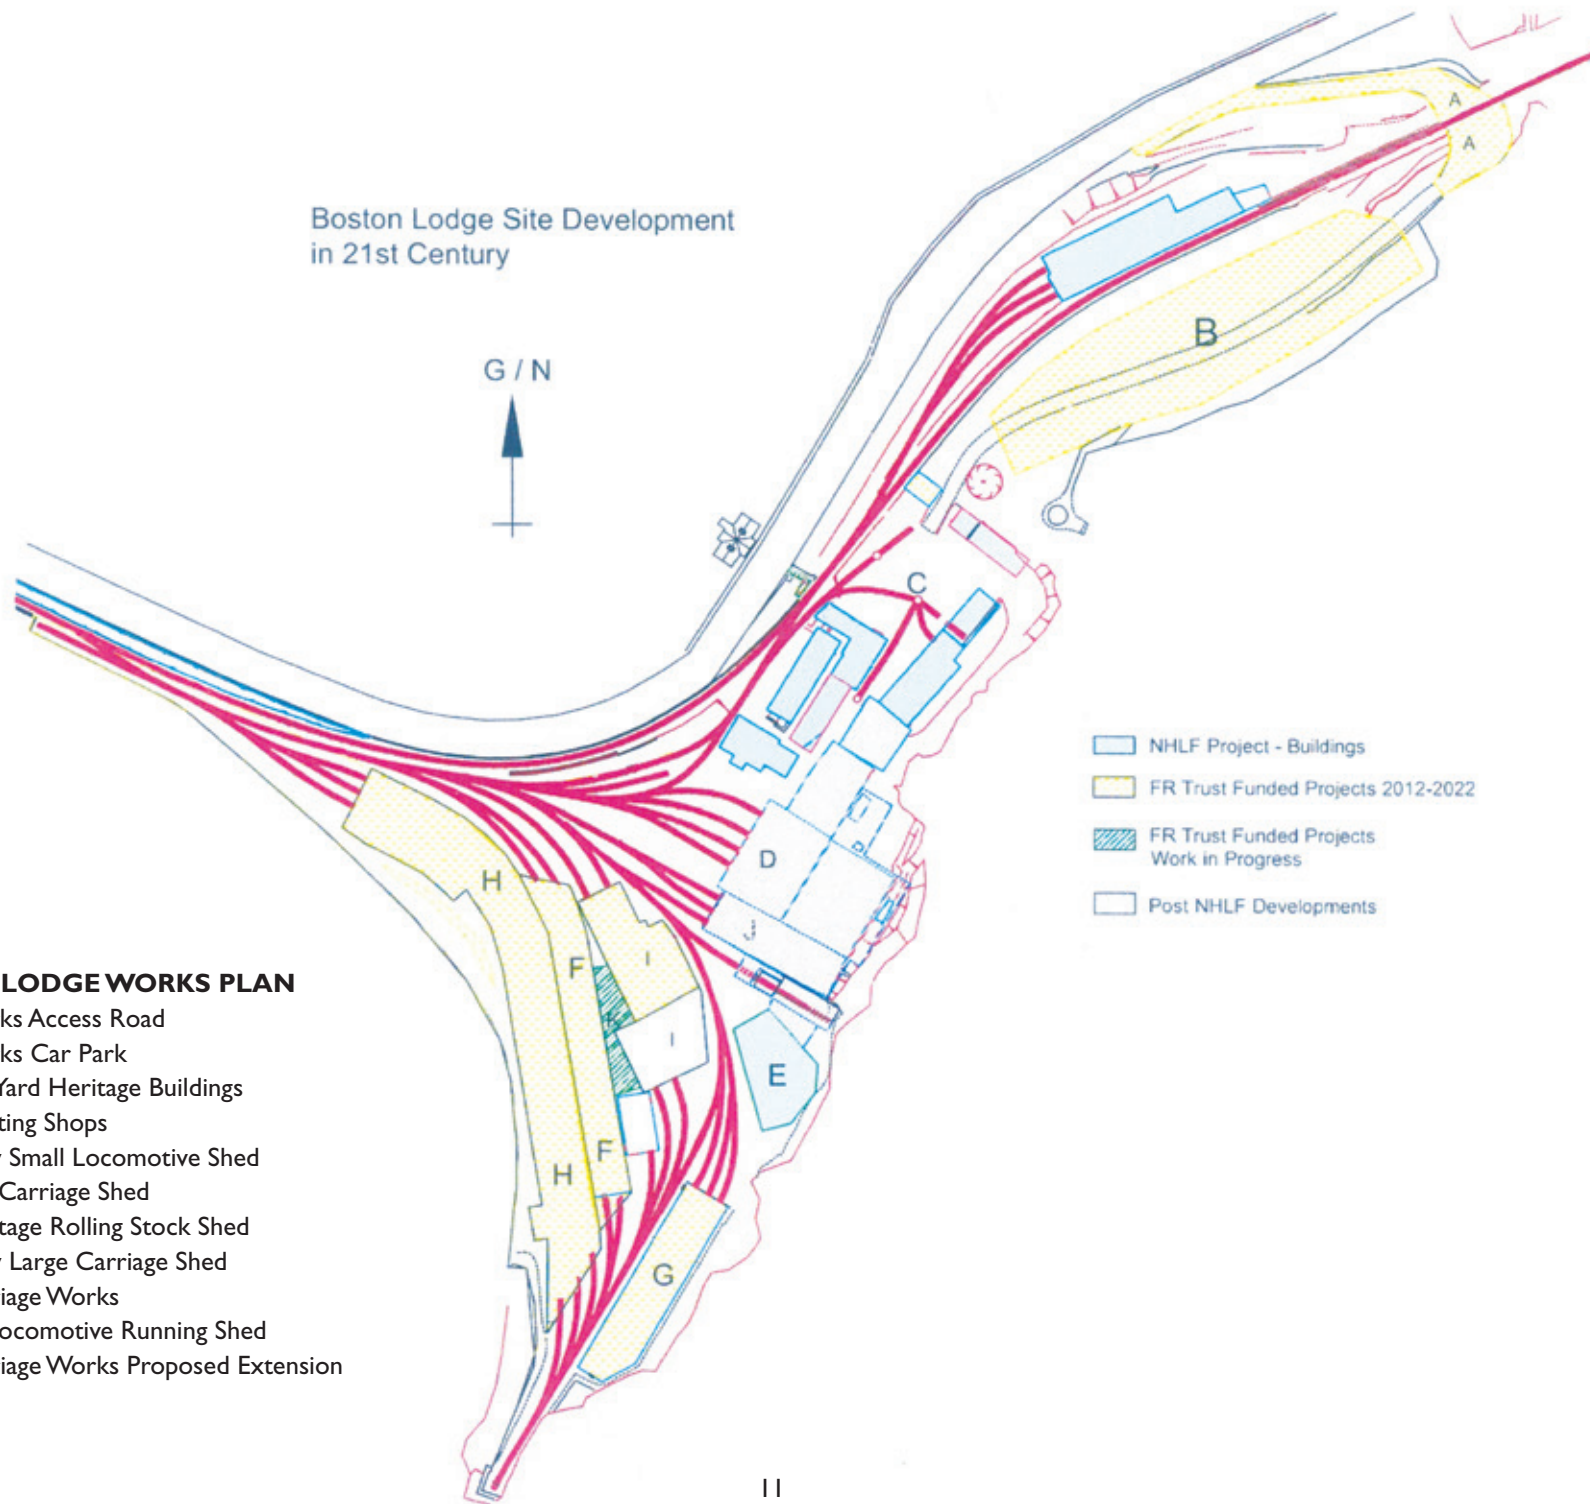 Boston Lodge Site Development
in 21st Century
G / N
A
A
B
C
D
J
E
H
F
I
K
I
F
H
G
NHLF Project - Buildings
FR Trust Funded Projects 2012-2022
FR Trust Funded Projects
Work in Progress
Post NHLF Developments
LODGE WORKS PLAN
ks Access Road
ks Car Park
Yard Heritage Buildings
ting Shops
Small Locomotive Shed
Carriage Shed
tage Rolling Stock Shed
Large Carriage Shed
iage Works
ocomotive Running Shed
iage Works Proposed Extension
11